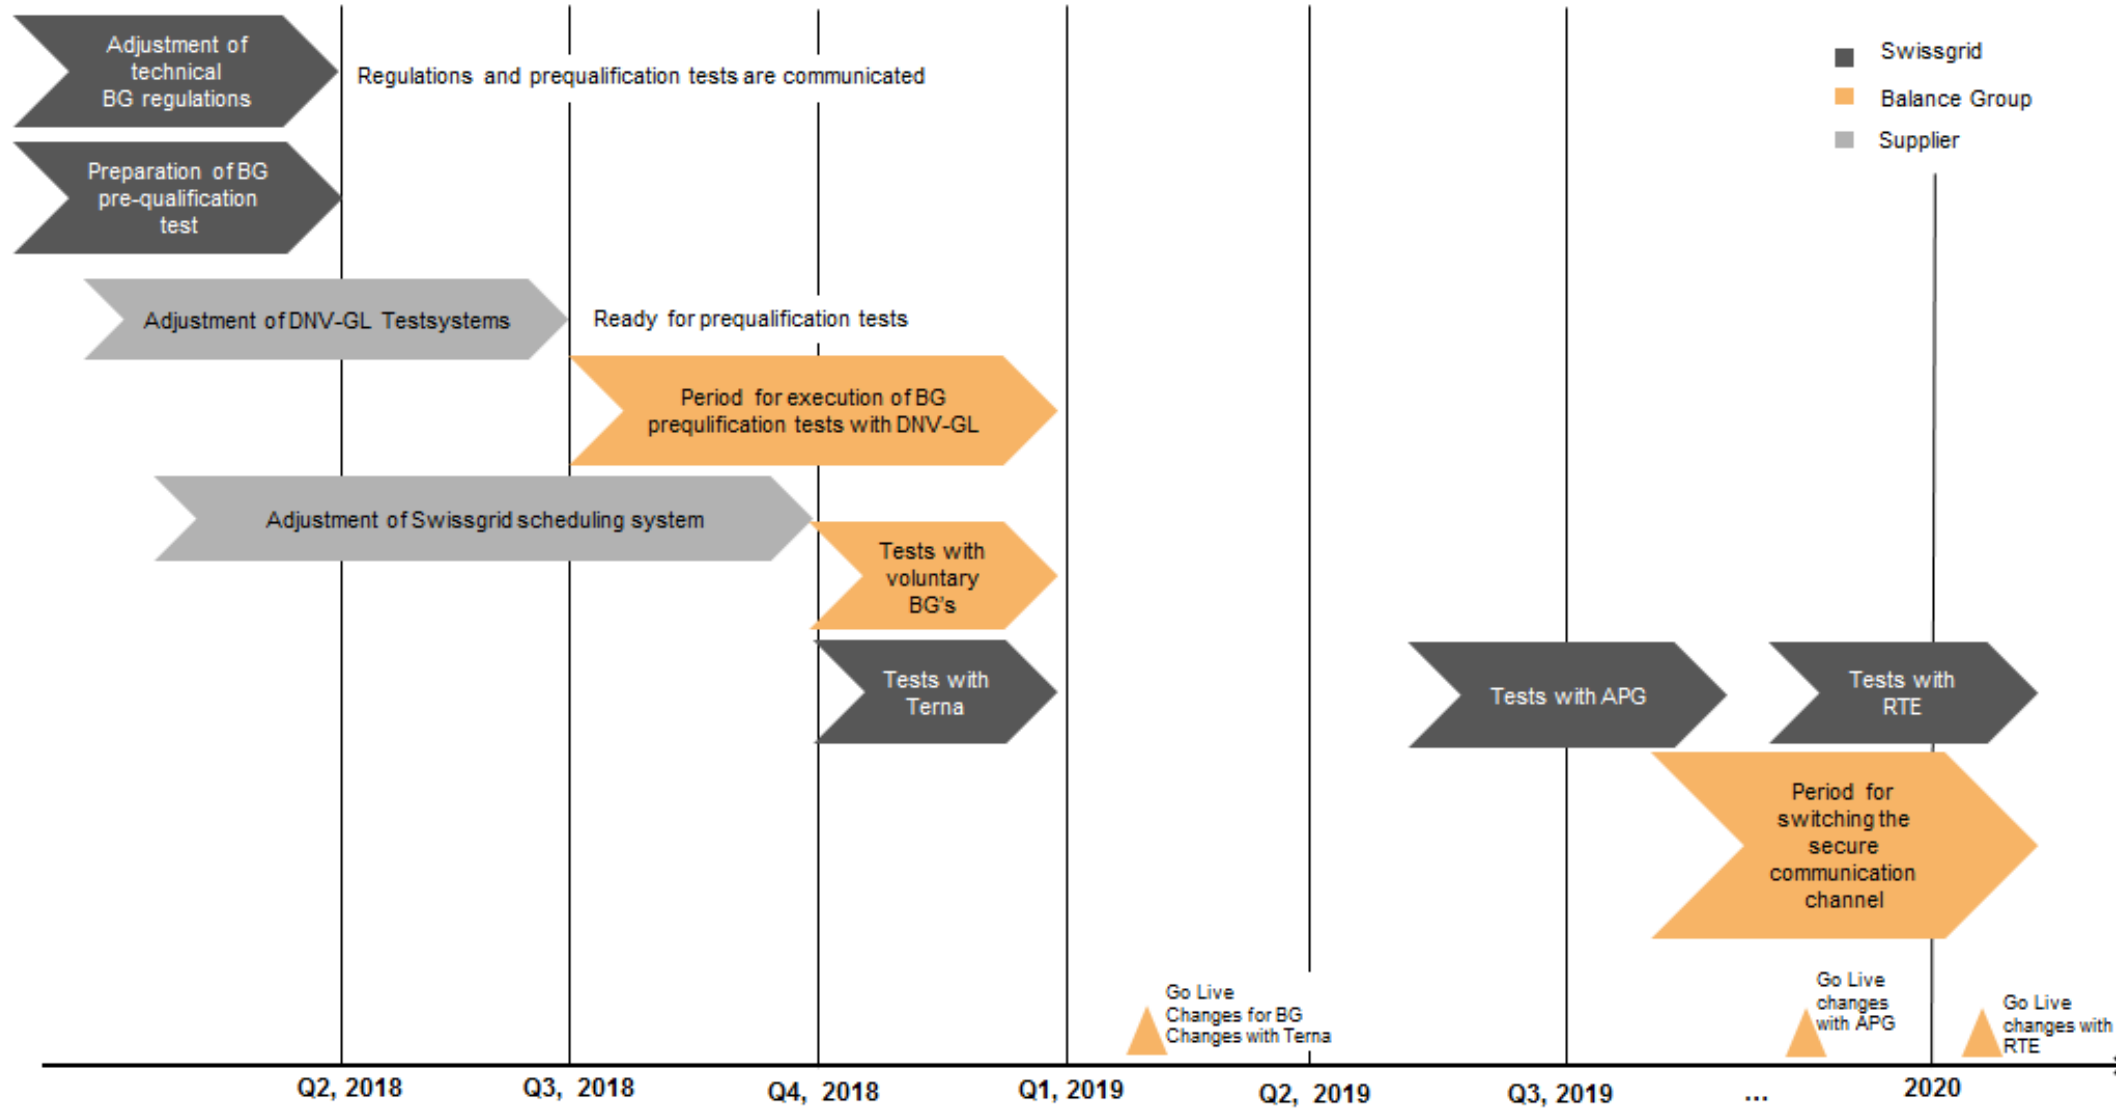 Adjustment of
technical
BG regulations
Regulations and prequalification tests are communicated
Swissgrid
Balance Group
Supplier
Preparation of BG
pre-qualification
test
Adjustment of DNV-GL Testsystems
Ready for prequalification tests
Period for execution of BG
prequlification tests with DNV-GL
Adjustment of Swissgrid scheduling system
Tests with
voluntary
BG's
Tests with
Terna
Tests with APG
Tests with
RTE
Period for
switching the
secure
communication
channel
Go Live
Changes for BG
Changes with Terna
Go Live
changes
with APG
Go Live
changes with
RTE
Q2, 2018
Q3, 2018
Q4, 2018
Q1, 2019
Q2, 2019
Q3, 2019
...
2020